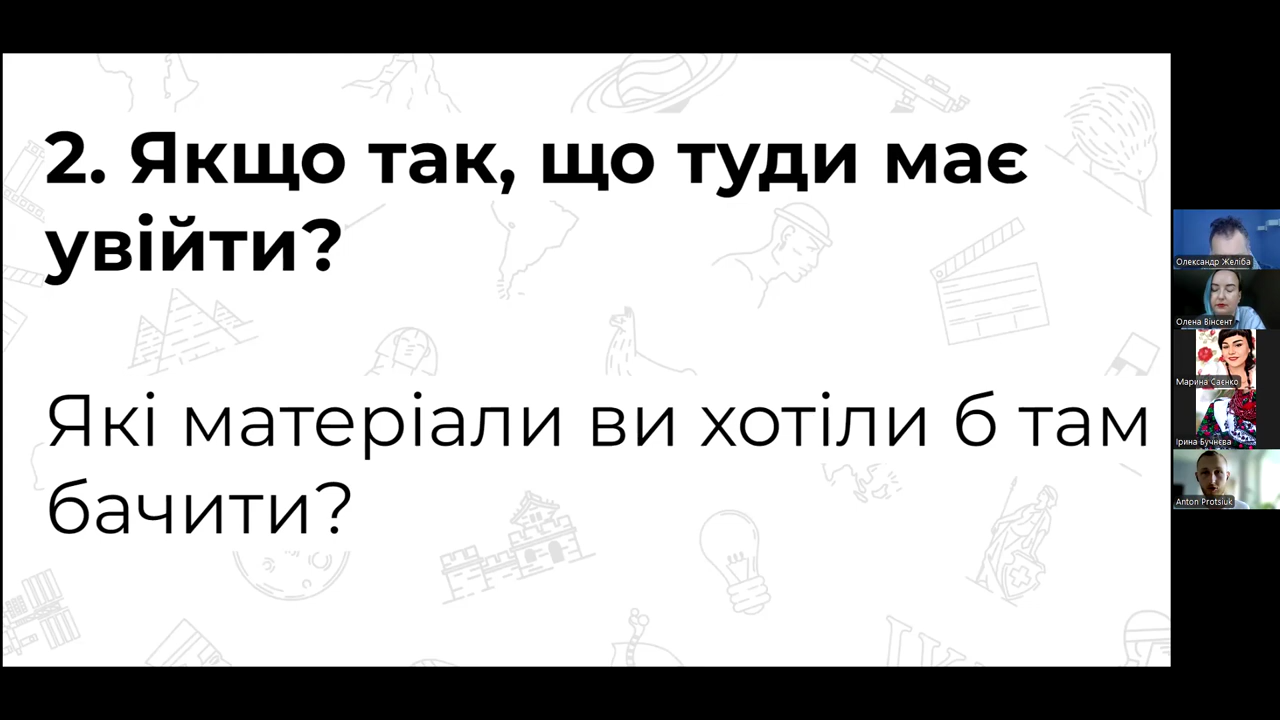 2. Якщо так, що туди має
увійти?
Які матеріали ви хотіли б там
бачити?
Олександр Желіба
Олена Вінсент
Марина Саєнко
Ірина Бучнєва
Anton Protsiuk